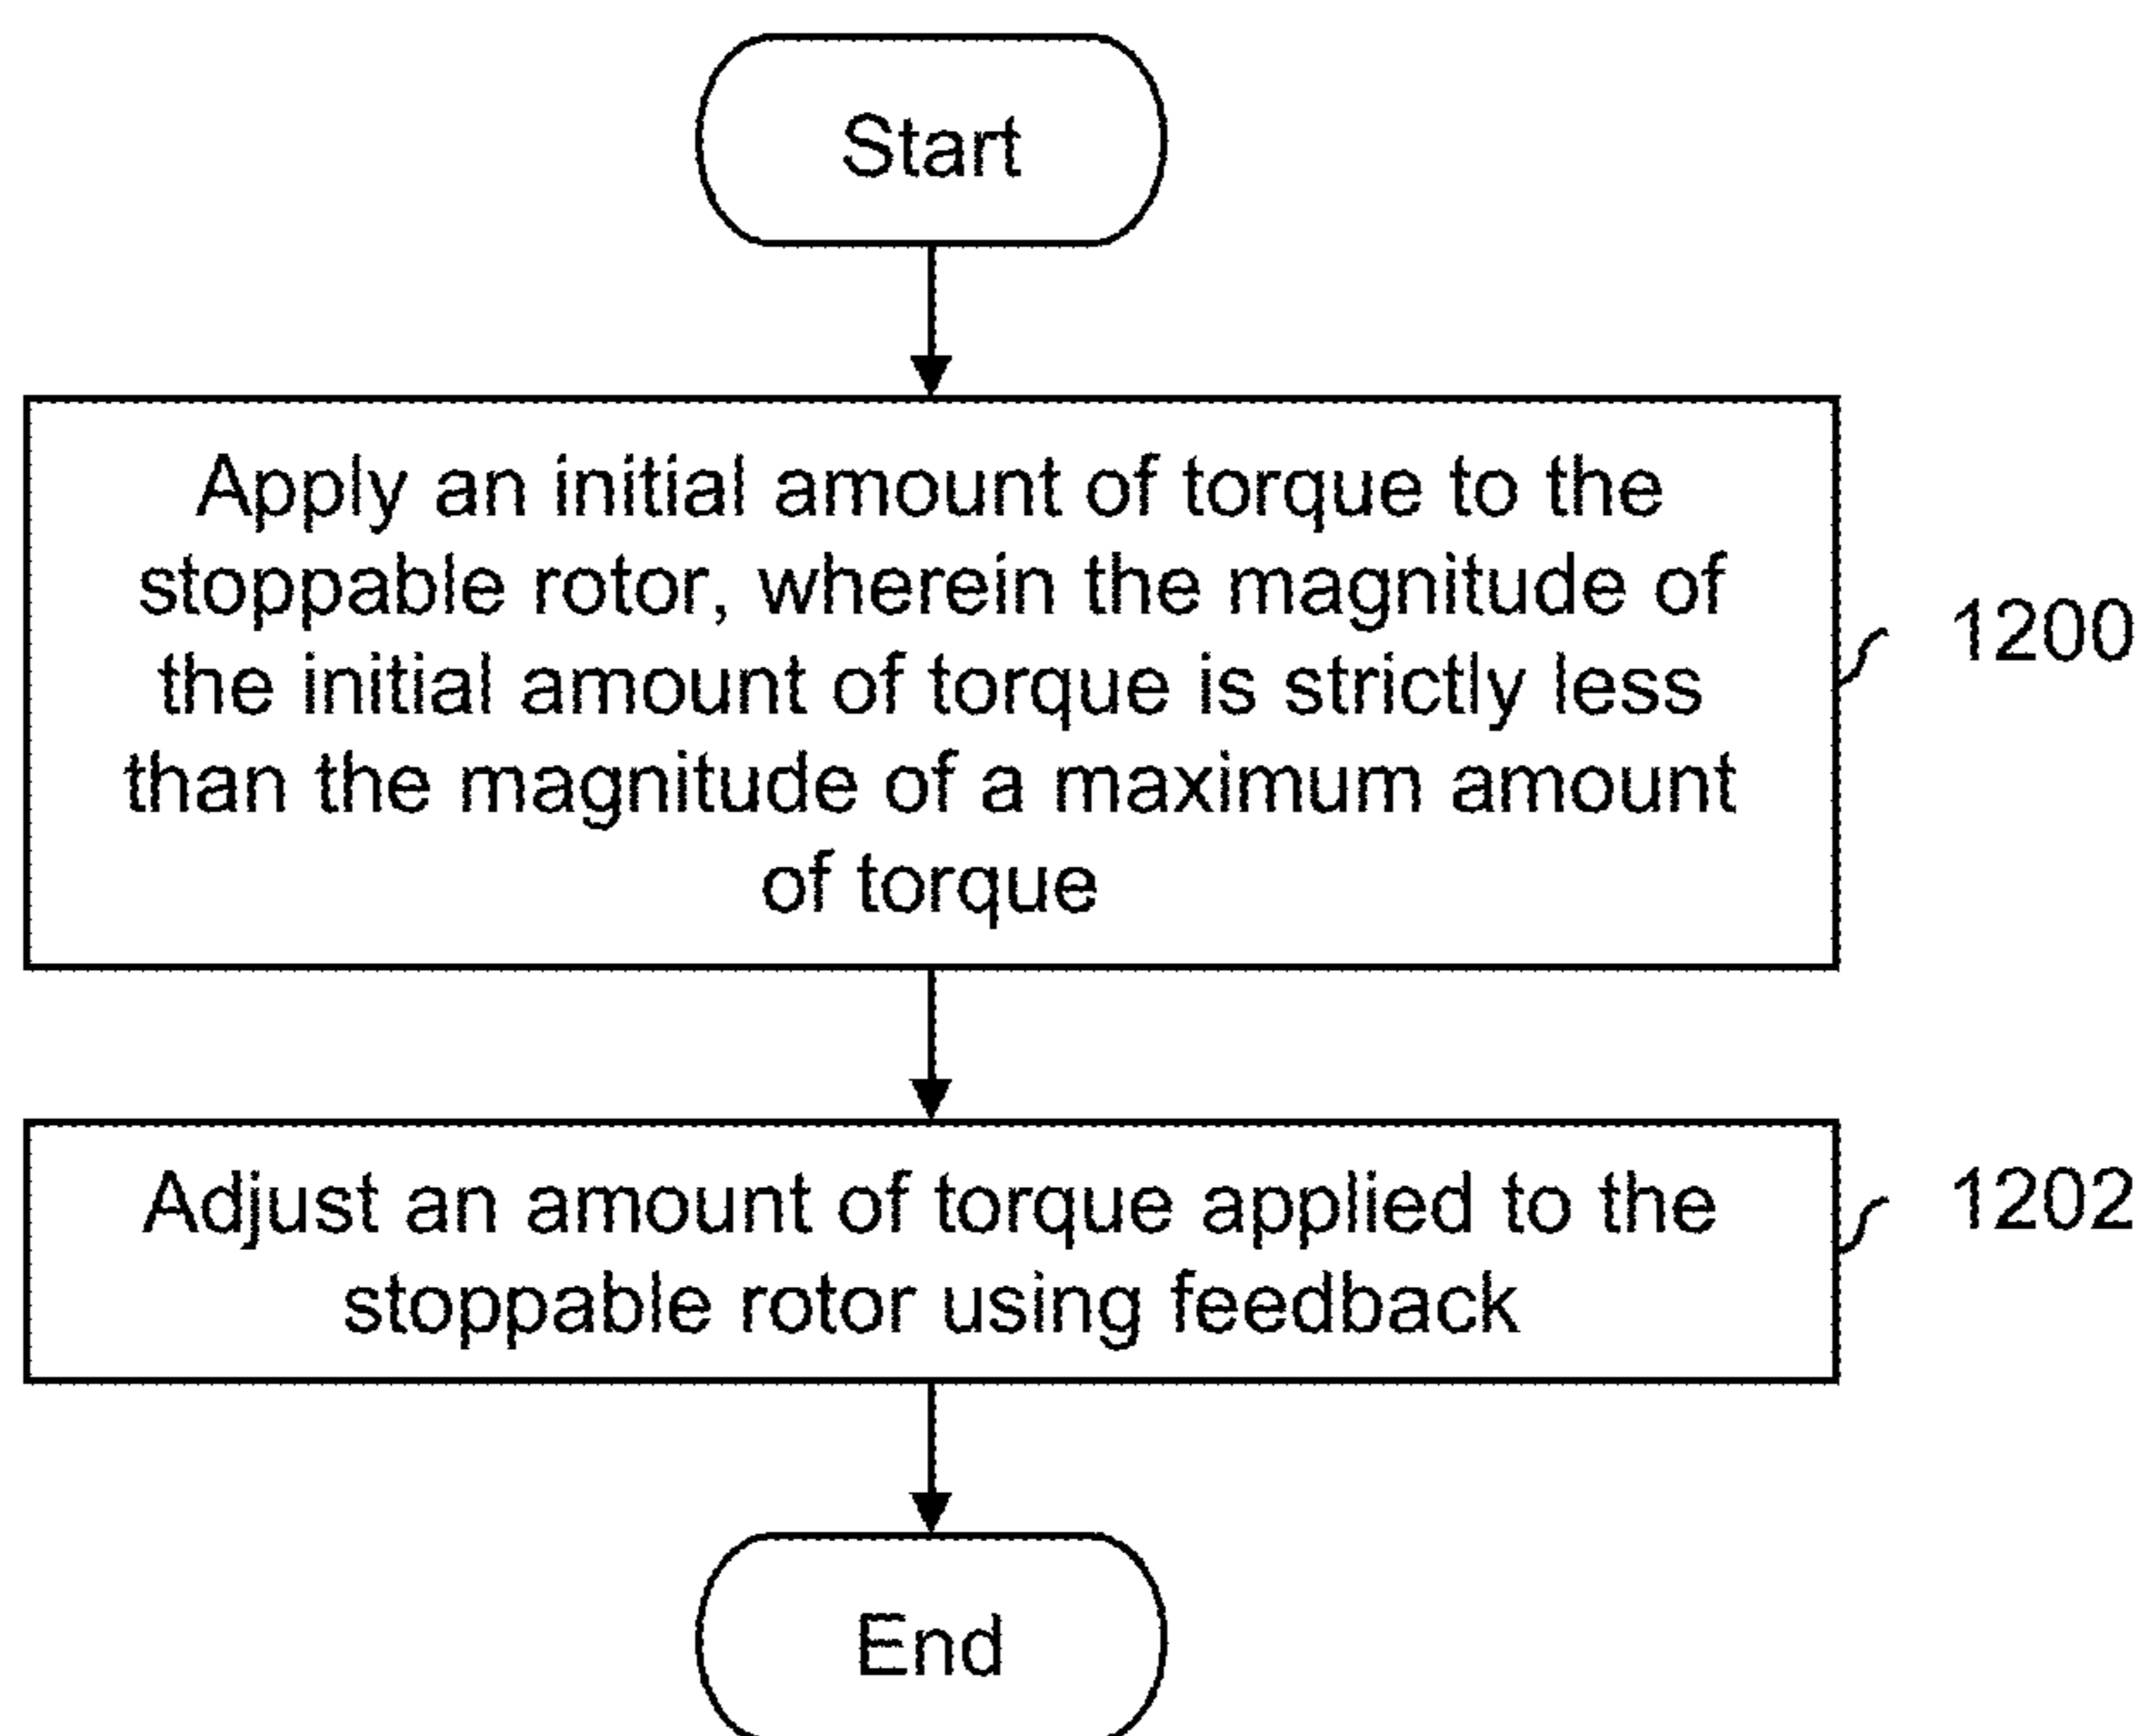 Start
Apply an initial amount of torque to the
stoppable rotor, wherein the magnitude of
the initial amount of torque is strictly less
than the magnitude of a maximum amount
of torque
1200
Adjust an amount of torque applied to the
stoppable rotor using feedback
1202
End